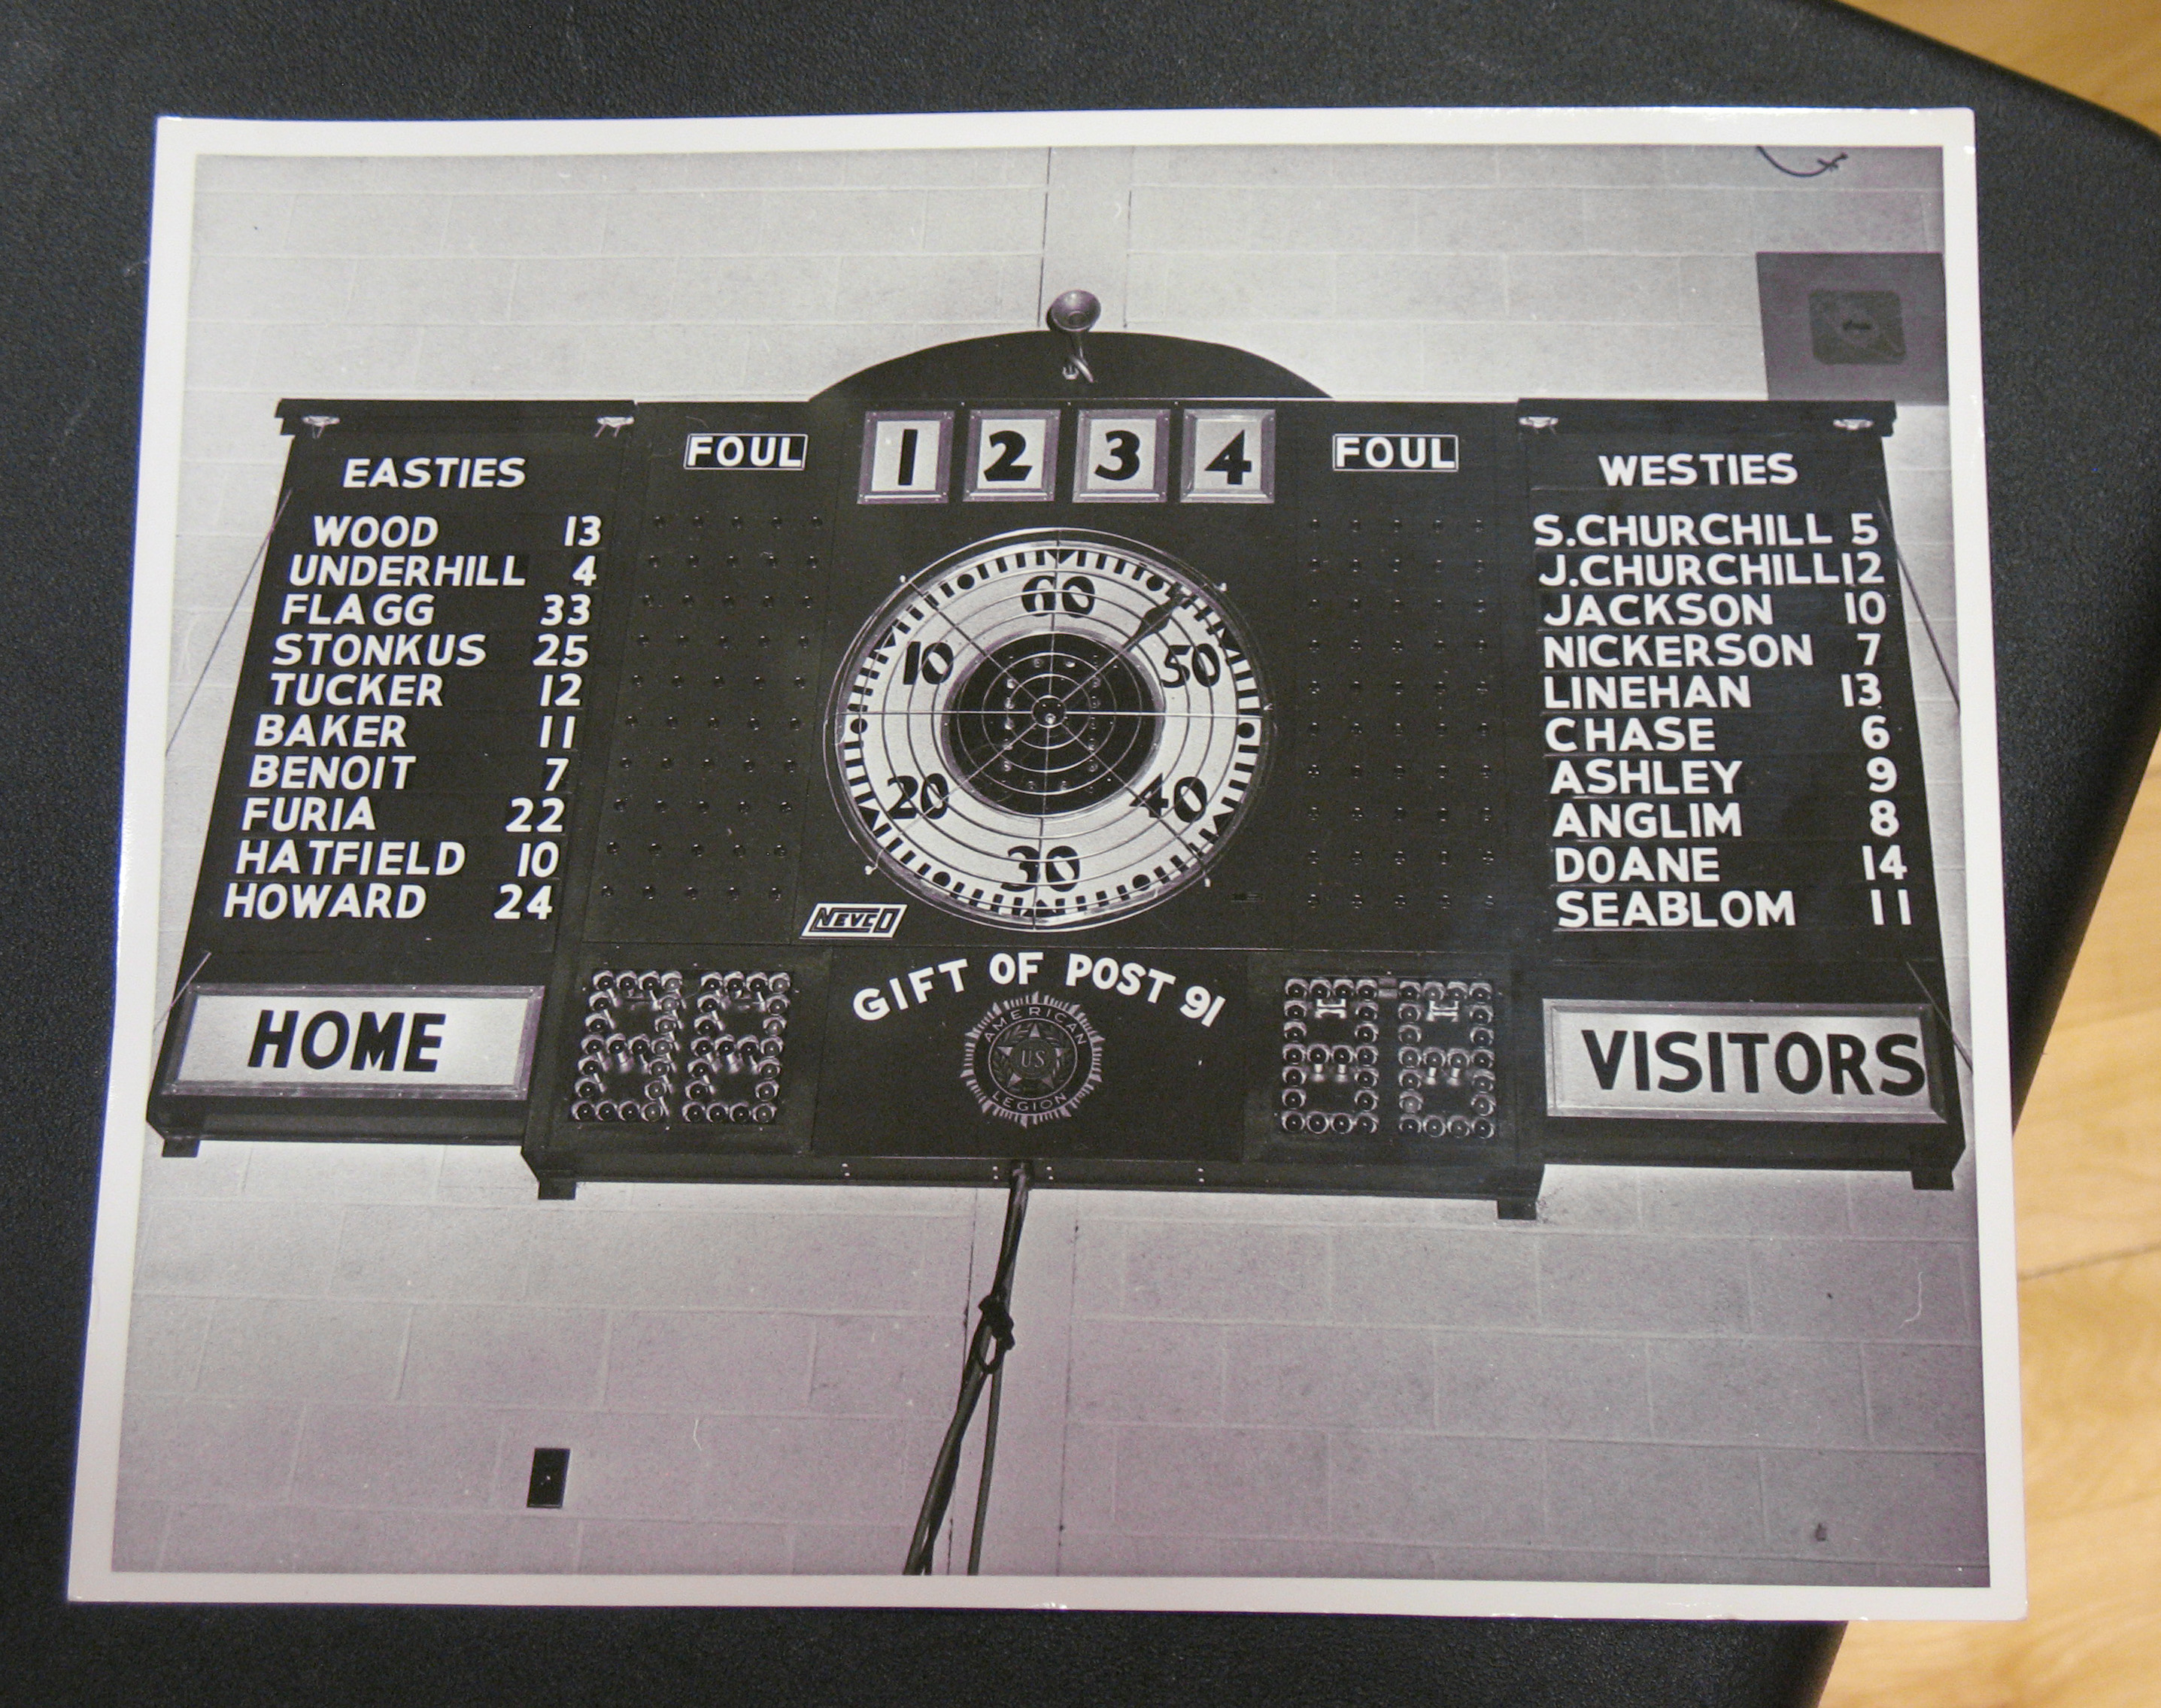 EASTIES
WOOD 13
UNDERHILL 4
FLAGG 33
STONKUS 25
TUCKER 12
BAKER 11
BENOIT 7
FURIA 22
HATFIELD 10
HOWARD 24
HOME
FOUL
1 2 3 4
FOUL
60
10 50
20 40
30
NEVCO
GIFT OF POST 91
AMERICAN
US
LEGION
WESTIES
S.CHURCHILL 5
J.CHURCHILL 12
JACKSON 10
NICKERSON 7
LINEHAN 13
CHASE 6
ASHLEY 9
ANGLIM 8
DOANE 14
SEABLOM 11
VISITORS